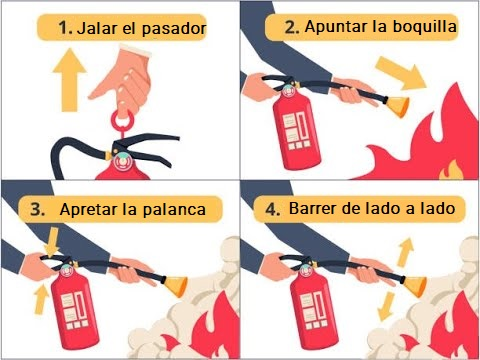 1. Jalar el pasador
2. Apuntar la boquilla
3. Apretar la palanca
4. Barrer de lado a lado